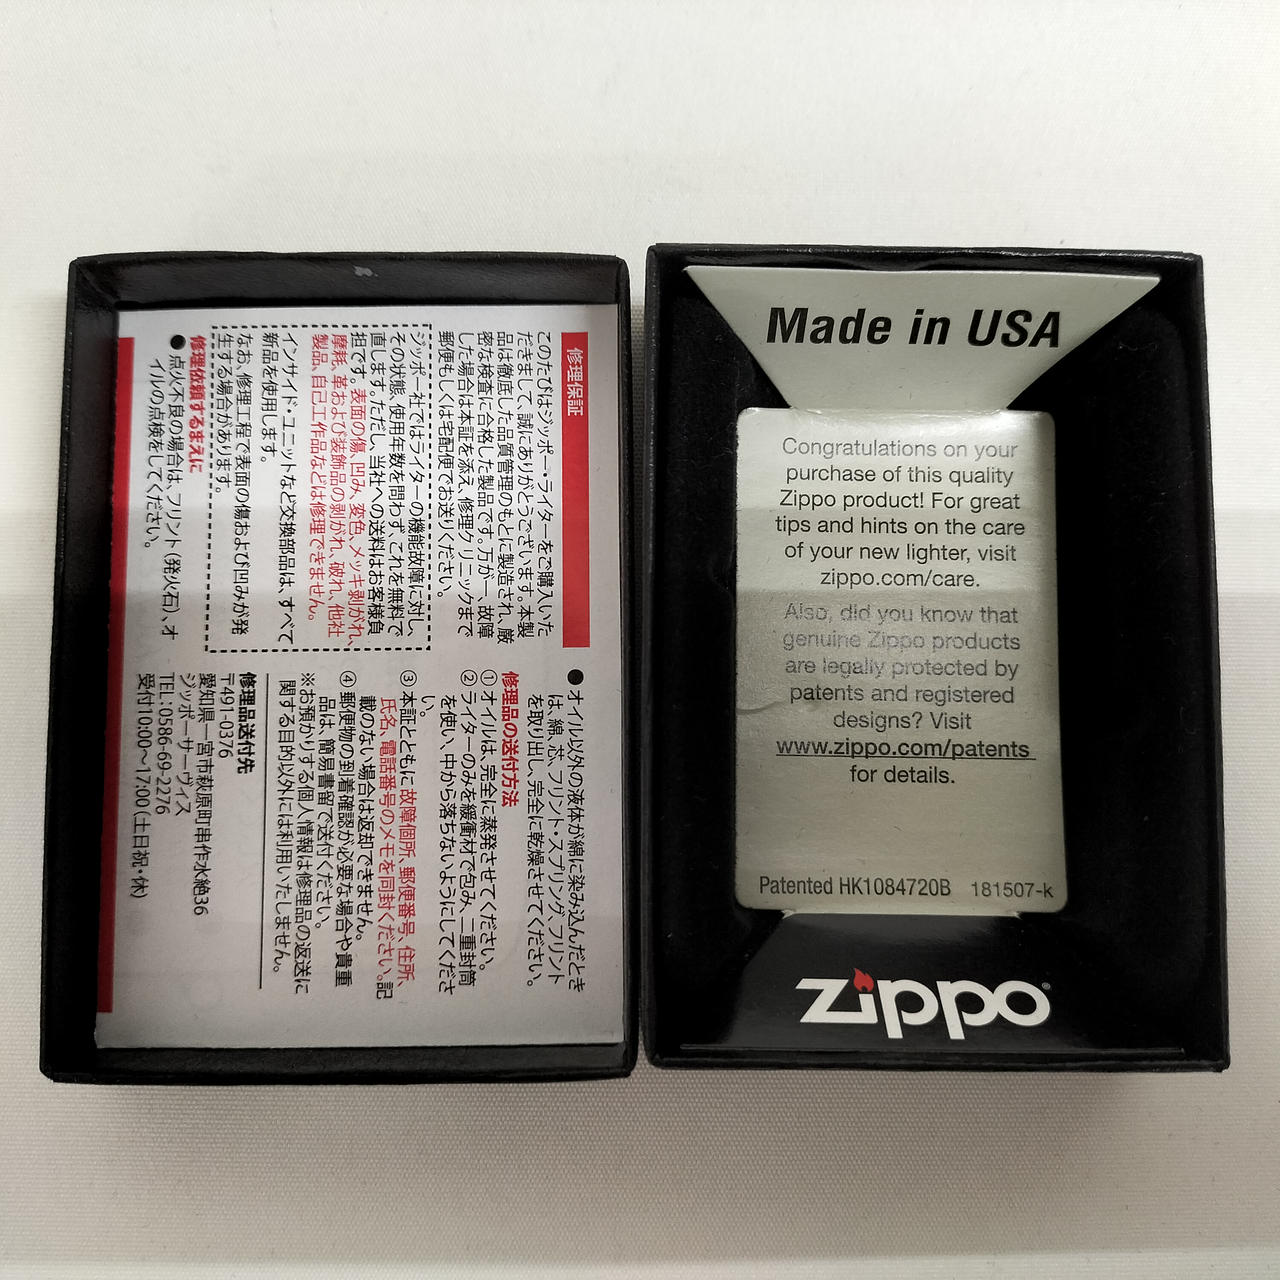 修理保証
このたびはジッポー・ライターをご購入いた
だきまして、誠にありがとうございます。本製
品は徹底した品質管理のもとに製造され、厳
密な検査に合格した製品です。万が一、故障
した場合は本証を添え、修理クリニックまで
郵便もしくは宅配便でお送りください。
ジッポー社ではライターの機能故障に対し、
その状態、使用年数を問わず、これを無料で
直します。ただし、当社への送料はお客様負
担です。表面の傷、凹み、変色、メッキ剥がれ、
摩耗、革および装飾品の剥がれ、破れ、他社
製品、自己工作品などは修理できません。
インサイド・ユニットなど交換部品は、すべて
新品を使用します。
なお、修理工程で表面の傷および凹みが発
生する場合があります。
修理依頼するまえに
●点火不良の場合は、フリント（発火石）、オ
イルの点検をしてください。
●オイル以外の液体が綿に染み込んだとき
は、綿、芯、フリント・スプリング、フリント
を取り出し、完全に乾燥させてください。
修理品の送付方法
①オイルは、完全に蒸発させてください。
②ライターのみを緩衝材で包み、二重封筒
を使い、中から落ちないようにしてくださ
い。
③本証とともに故障個所、郵便番号、住所、
氏名、電話番号のメモを同封ください。記
載のない場合は返却できません。
④郵便物の到着確認が必要な場合や貴重
品は、簡易書留で送付ください。
※お預かりする個人情報は修理品の返送に
関する目的以外には利用いたしません。
修理品送付先
〒491-0376
愛知県一宮市萩原町串作水絶36
ジッポーサーヴィス
TEL:0586-69-2276
受付10:00〜17:00（土日祝・休）
Made in USA
Congratulations on your
purchase of this quality
Zippo product! For great
tips and hints on the care
of your new lighter, visit
zippo.com/care.
Also, did you know that
genuine Zippo products
are legally protected by
patents and registered
designs? Visit
www.zippo.com/patents
for details.
Patented HK1084720B 181507-k
zippo®